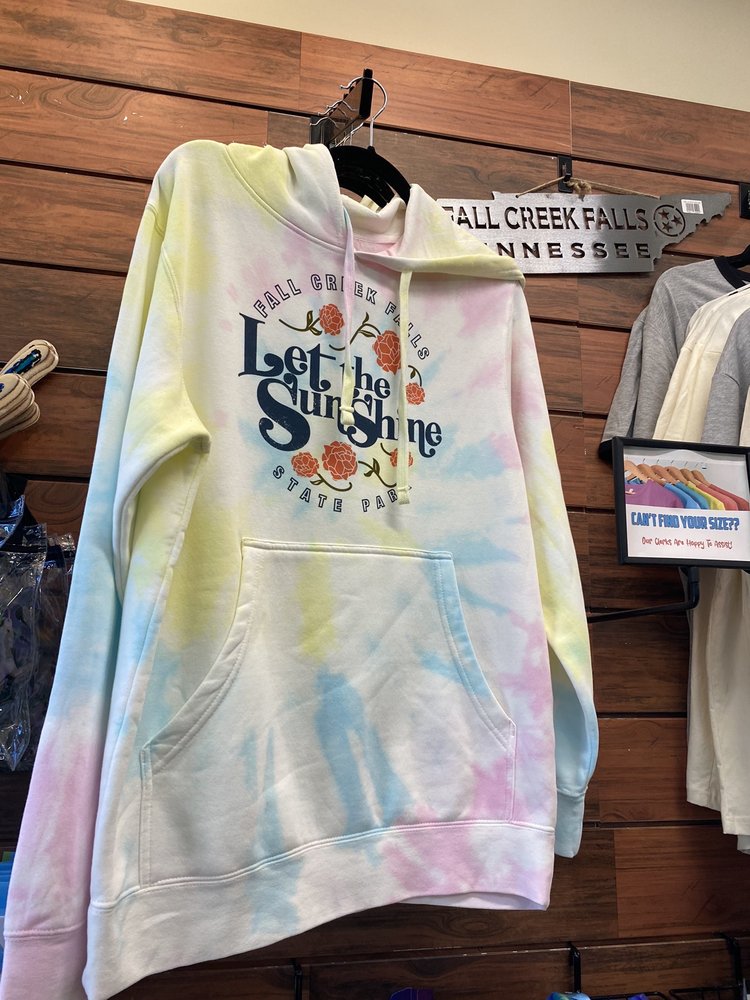 FALL CREEK FALLS
Let the
SunShine
STATE PARK
FALL CREEK FALLS
TENNESSEE
CAN'T FIND YOUR SIZE??
Our Clerks Are Happy To Assist!